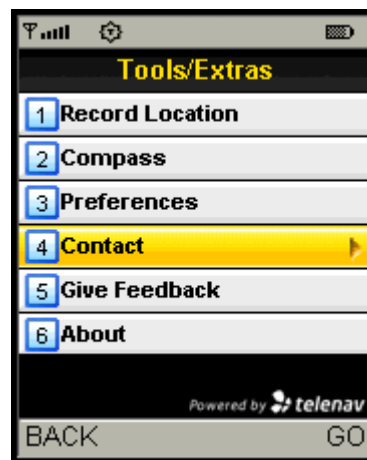 Tools/Extras
1 Record Location
2 Compass
3 Preferences
4 Contact
5 Give Feedback
6 About
Powered by telenav
BACK GO